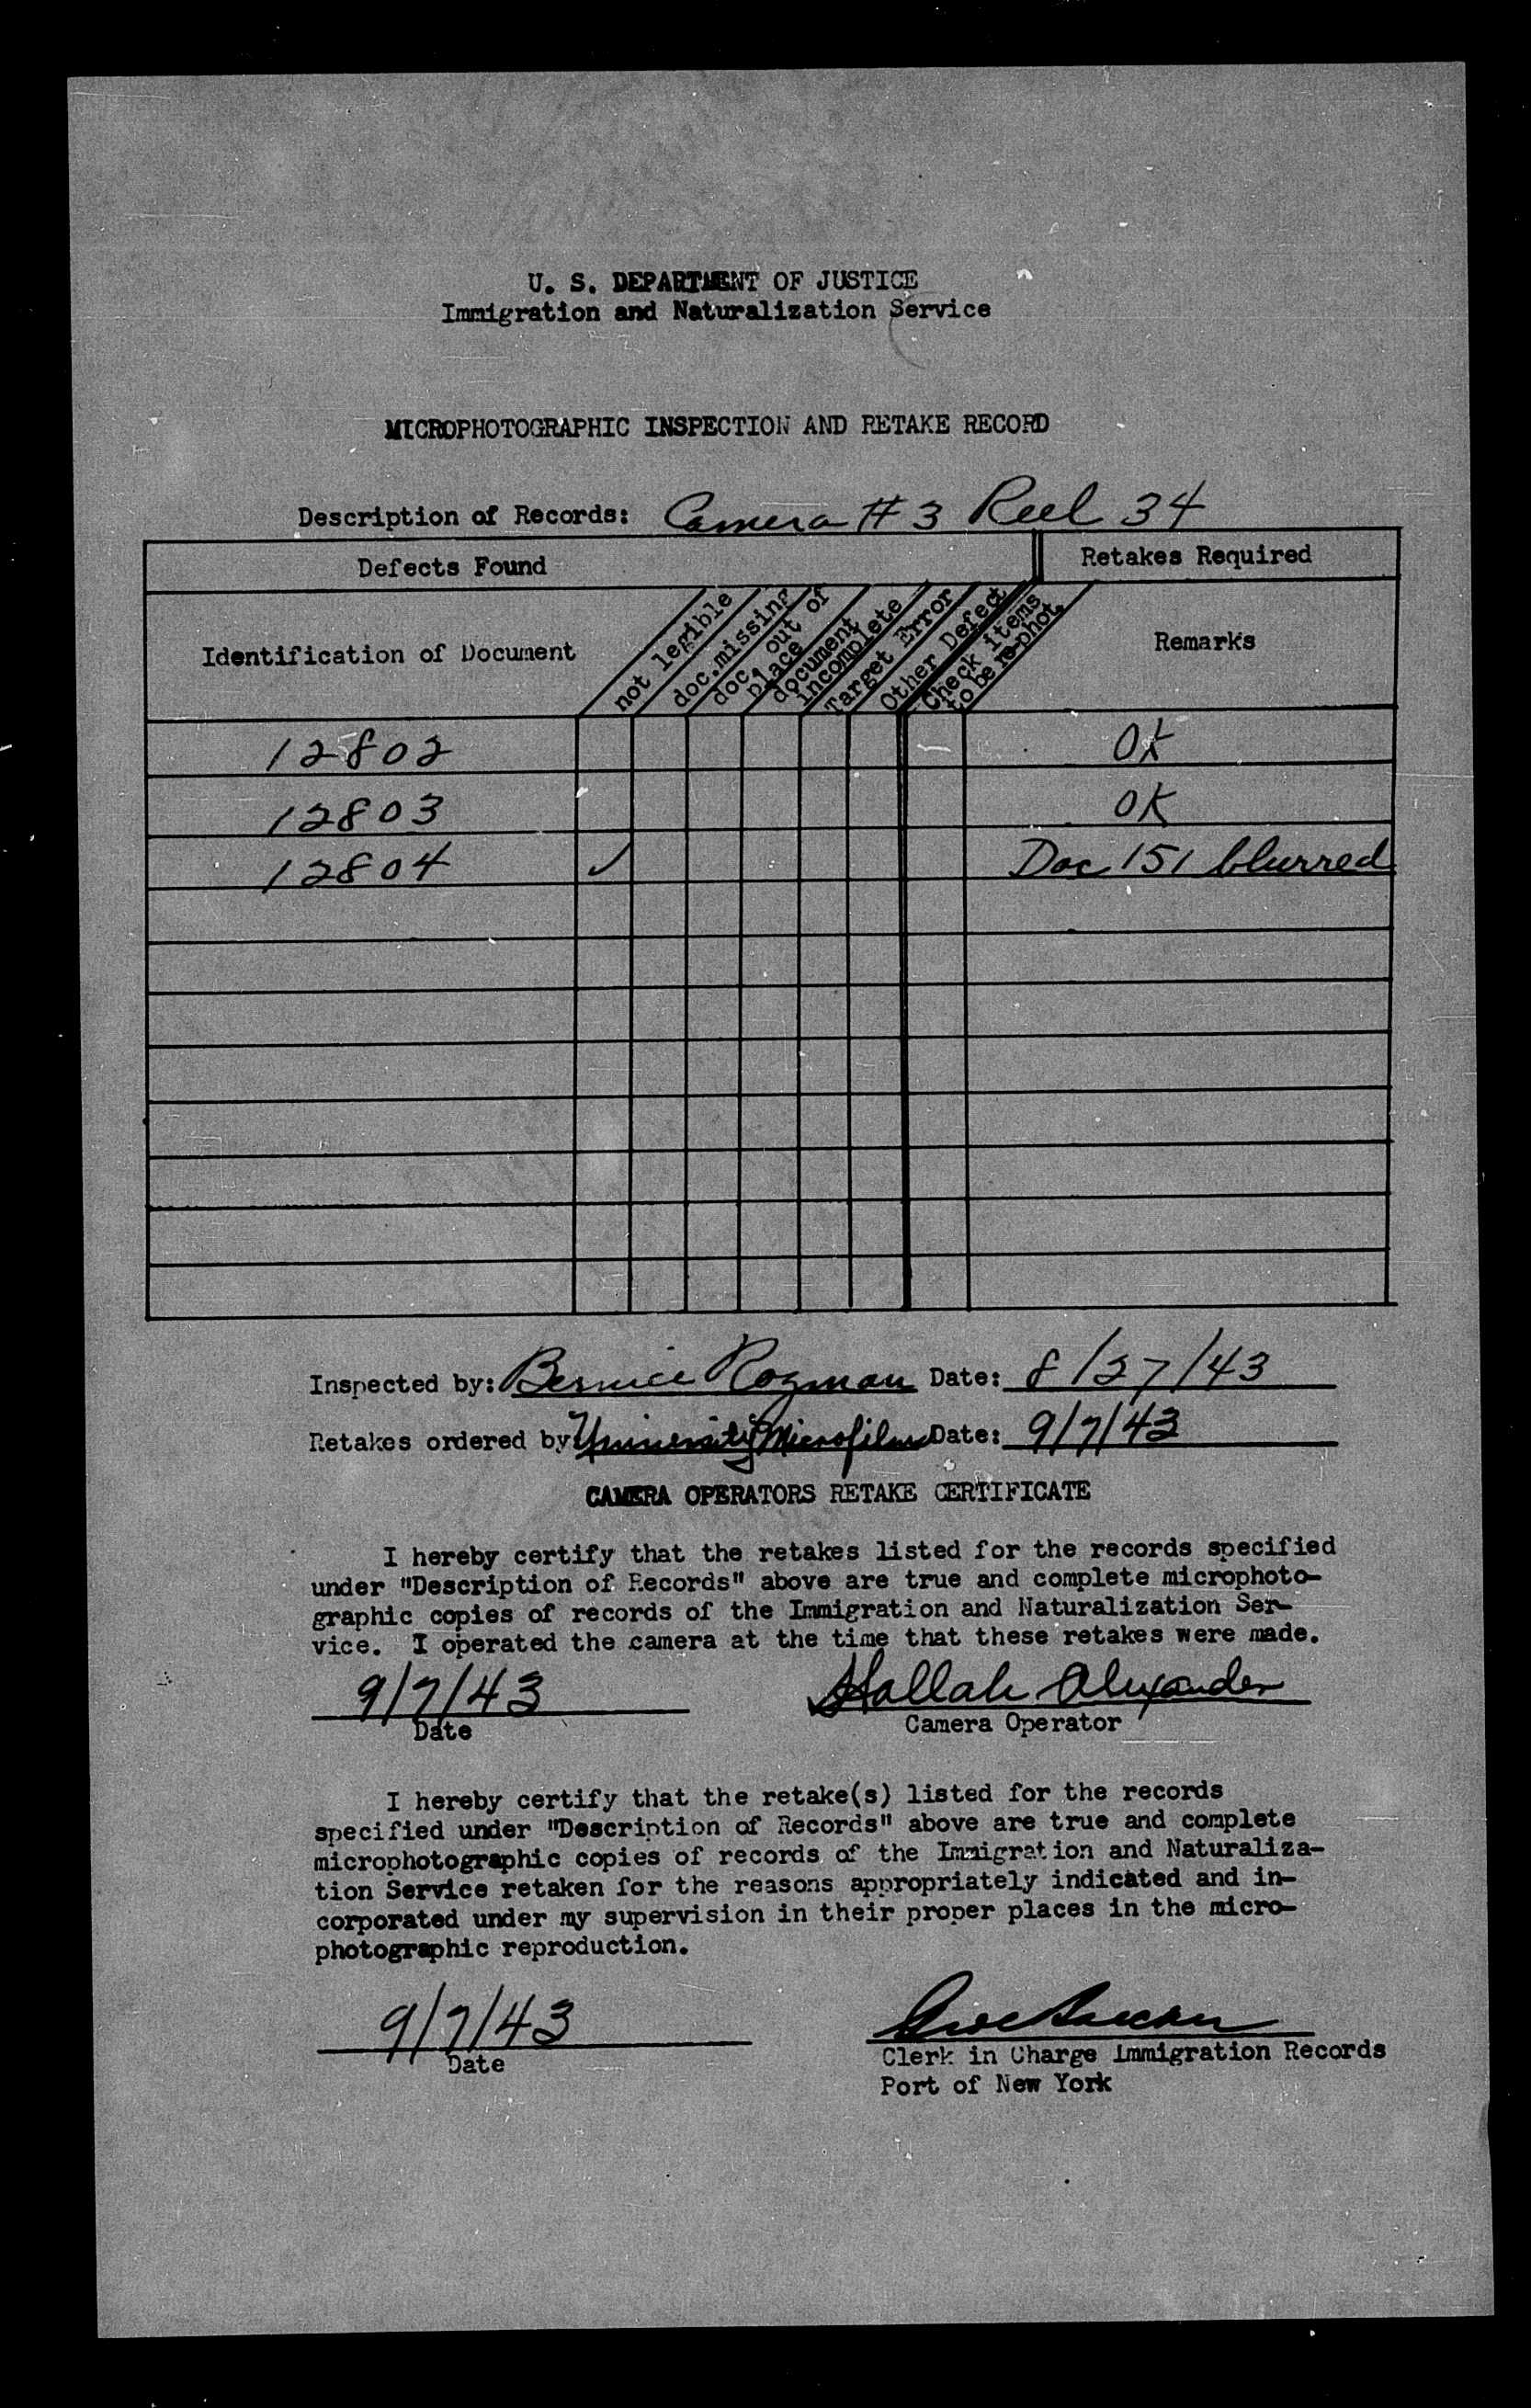 U. S. DEPARTMENT OF JUSTICE
Immigration and Naturalization Service
MICROPHOTOGRAPHIC INSPECTION AND RETAKE RECORD
Description of Records: Camera # 3 Reel 34
Defects Found
Retakes Required
Identification of Document
not legible
doc.missing
doc. out of
place
document
incomplete
Target Error
Other Defect
Check items
to be re-phot.
Remarks
12802 OK
12803 OK
12804 ✓ Doc 151 blurred
Inspected by: Bernice Rozman Date: 8/27/43
Retakes ordered by: University Microfilms Date: 9/7/43
CAMERA OPERATORS RETAKE CERTIFICATE
I hereby certify that the retakes listed for the records specified
under "Description of Records" above are true and complete microphoto-
graphic copies of records of the Immigration and Naturalization Ser-
vice. I operated the camera at the time that these retakes were made.
9/7/43 Hallah Alexander
Date
Camera Operator
I hereby certify that the retake(s) listed for the records
specified under "Description of Records" above are true and complete
microphotographic copies of records of the Immigration and Naturaliza-
tion Service retaken for the reasons appropriately indicated and in-
corporated under my supervision in their proper places in the micro-
photographic reproduction.
9/7/43
Date
Clerk in Charge Immigration Records
Port of New York